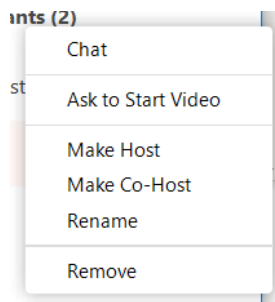 ants (2)
Chat
st
Ask to Start Video
Make Host
Make Co-Host
Rename
Remove